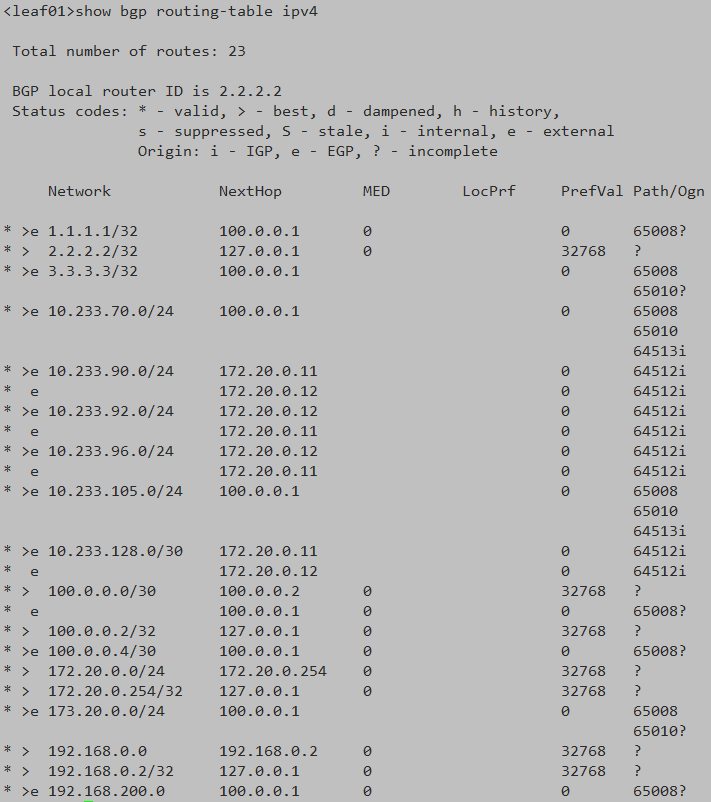 <leaf01>show bgp routing-table ipv4
Total number of routes: 23
BGP local router ID is 2.2.2.2
Status codes: * - valid, > - best, d - dampened, h - history,
s - suppressed, S - stale, i - internal, e - external
Origin: i - IGP, e - EGP, ? - incomplete
Network NextHop MED LocPrf PrefVal Path/Ogn
* >e 1.1.1.1/32 100.0.0.1 0 0 65008?
* > 2.2.2.2/32 127.0.0.1 0 32768 ?
* >e 3.3.3.3/32 100.0.0.1 0 65008
65010?
* >e 10.233.70.0/24 100.0.0.1 0 65008
65010
64513i
* >e 10.233.90.0/24 172.20.0.11 0 64512i
* e 172.20.0.12 0 64512i
* >e 10.233.92.0/24 172.20.0.12 0 64512i
* e 172.20.0.11 0 64512i
* >e 10.233.96.0/24 172.20.0.12 0 64512i
* e 172.20.0.11 0 64512i
* >e 10.233.105.0/24 100.0.0.1 0 65008
65010
64513i
* >e 10.233.128.0/30 172.20.0.11 0 64512i
* e 172.20.0.12 0 64512i
* > 100.0.0.0/30 100.0.0.2 0 32768 ?
* e 100.0.0.1 0 0 65008?
* > 100.0.0.2/32 127.0.0.1 0 32768 ?
* >e 100.0.0.4/30 100.0.0.1 0 0 65008?
* > 172.20.0.0/24 172.20.0.254 0 32768 ?
* > 172.20.0.254/32 127.0.0.1 0 32768 ?
* >e 173.20.0.0/24 100.0.0.1 0 65008
65010?
* > 192.168.0.0 192.168.0.2 0 32768 ?
* > 192.168.0.2/32 127.0.0.1 0 32768 ?
* >e 192.168.200.0 100.0.0.1 0 0 65008?